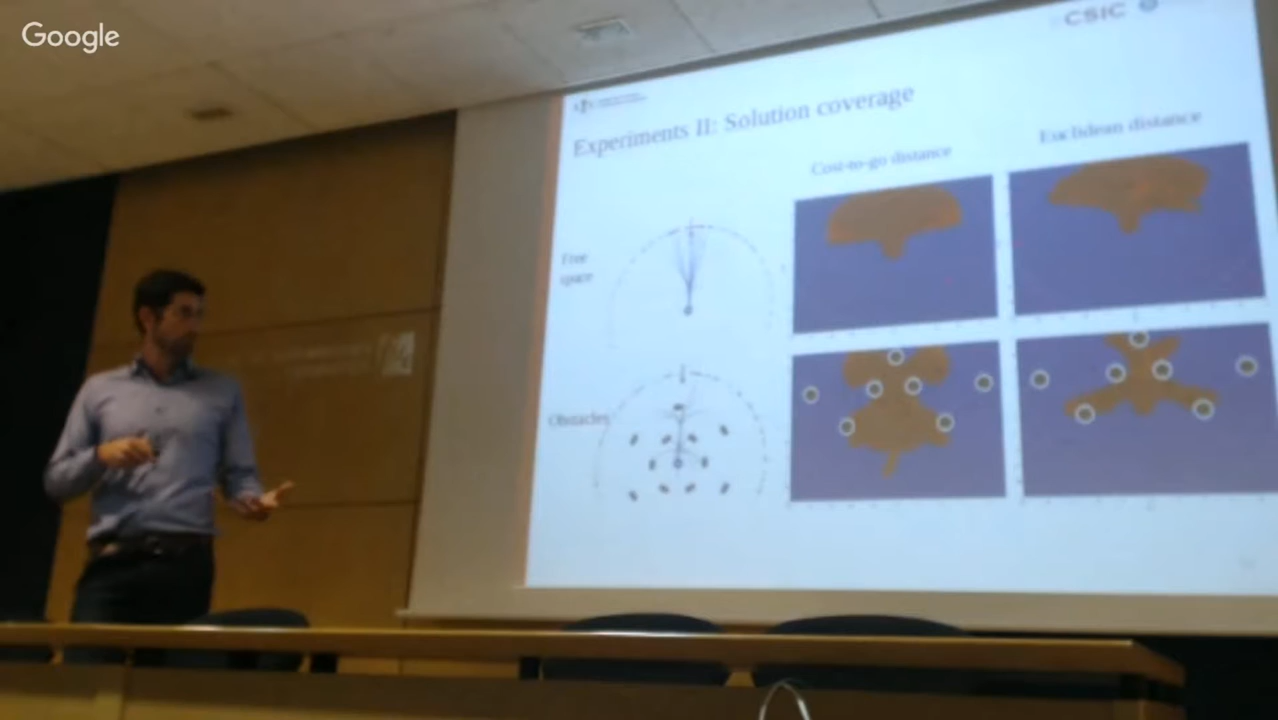 Google
CSIC
Experiments II: Solution coverage
Cost-to-go distance
Euclidean distance
Free
space
Obstacles